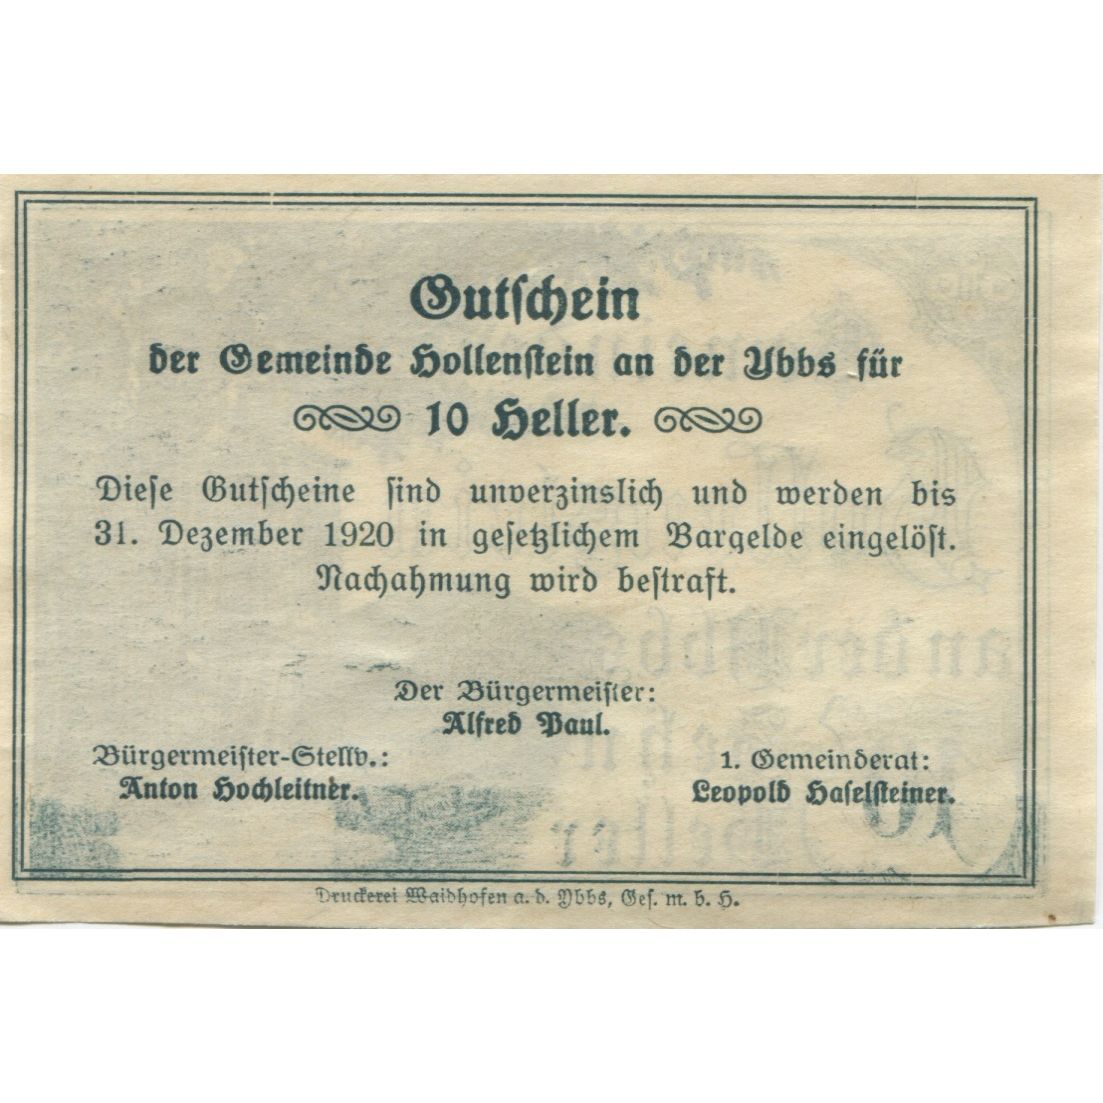 Gutschein
der Gemeinde Hollenstein an der Ybbs für
10 Heller.
Diese Gutscheine sind unverzinslich und werden bis
31. Dezember 1920 in gesetzlichem Bargelde eingelöst.
Nachahmung wird bestraft.
Der Bürgermeister:
Alfred Paul.
Bürgermeister-Stellv.:
Anton Hochleitner.
1. Gemeinderat:
Leopold Haselsteiner.
Druckerei Waidhofen a. d. Ybbs, Ges. m. b. H.